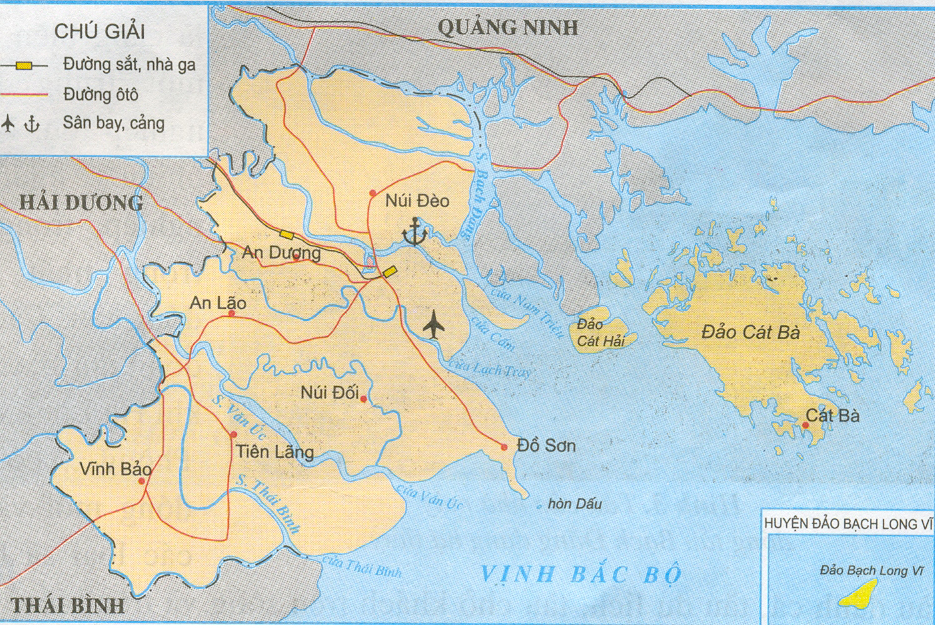 CHÚ GIẢI
Đường sắt, nhà ga
Đường ôtô
Sân bay, cảng
QUẢNG NINH
HẢI DƯƠNG
S. Bạch Đằng
Núi Đèo
An Dương
An Lão
cửa Nam Triệu
cửa Cấm
Đảo
Cát Hải
Đảo Cát Bà
cửa Lạch Tray
Núi Đối
S. Văn Úc
Cát Bà
Tiên Lãng
Đồ Sơn
Vĩnh Bảo
S. Thái Bình
cửa Văn Úc
hòn Dấu
HUYỆN ĐẢO BẠCH LONG VĨ
cửa Thái Bình
VỊNH BẮC BỘ
Đảo Bạch Long Vĩ
THÁI BÌNH